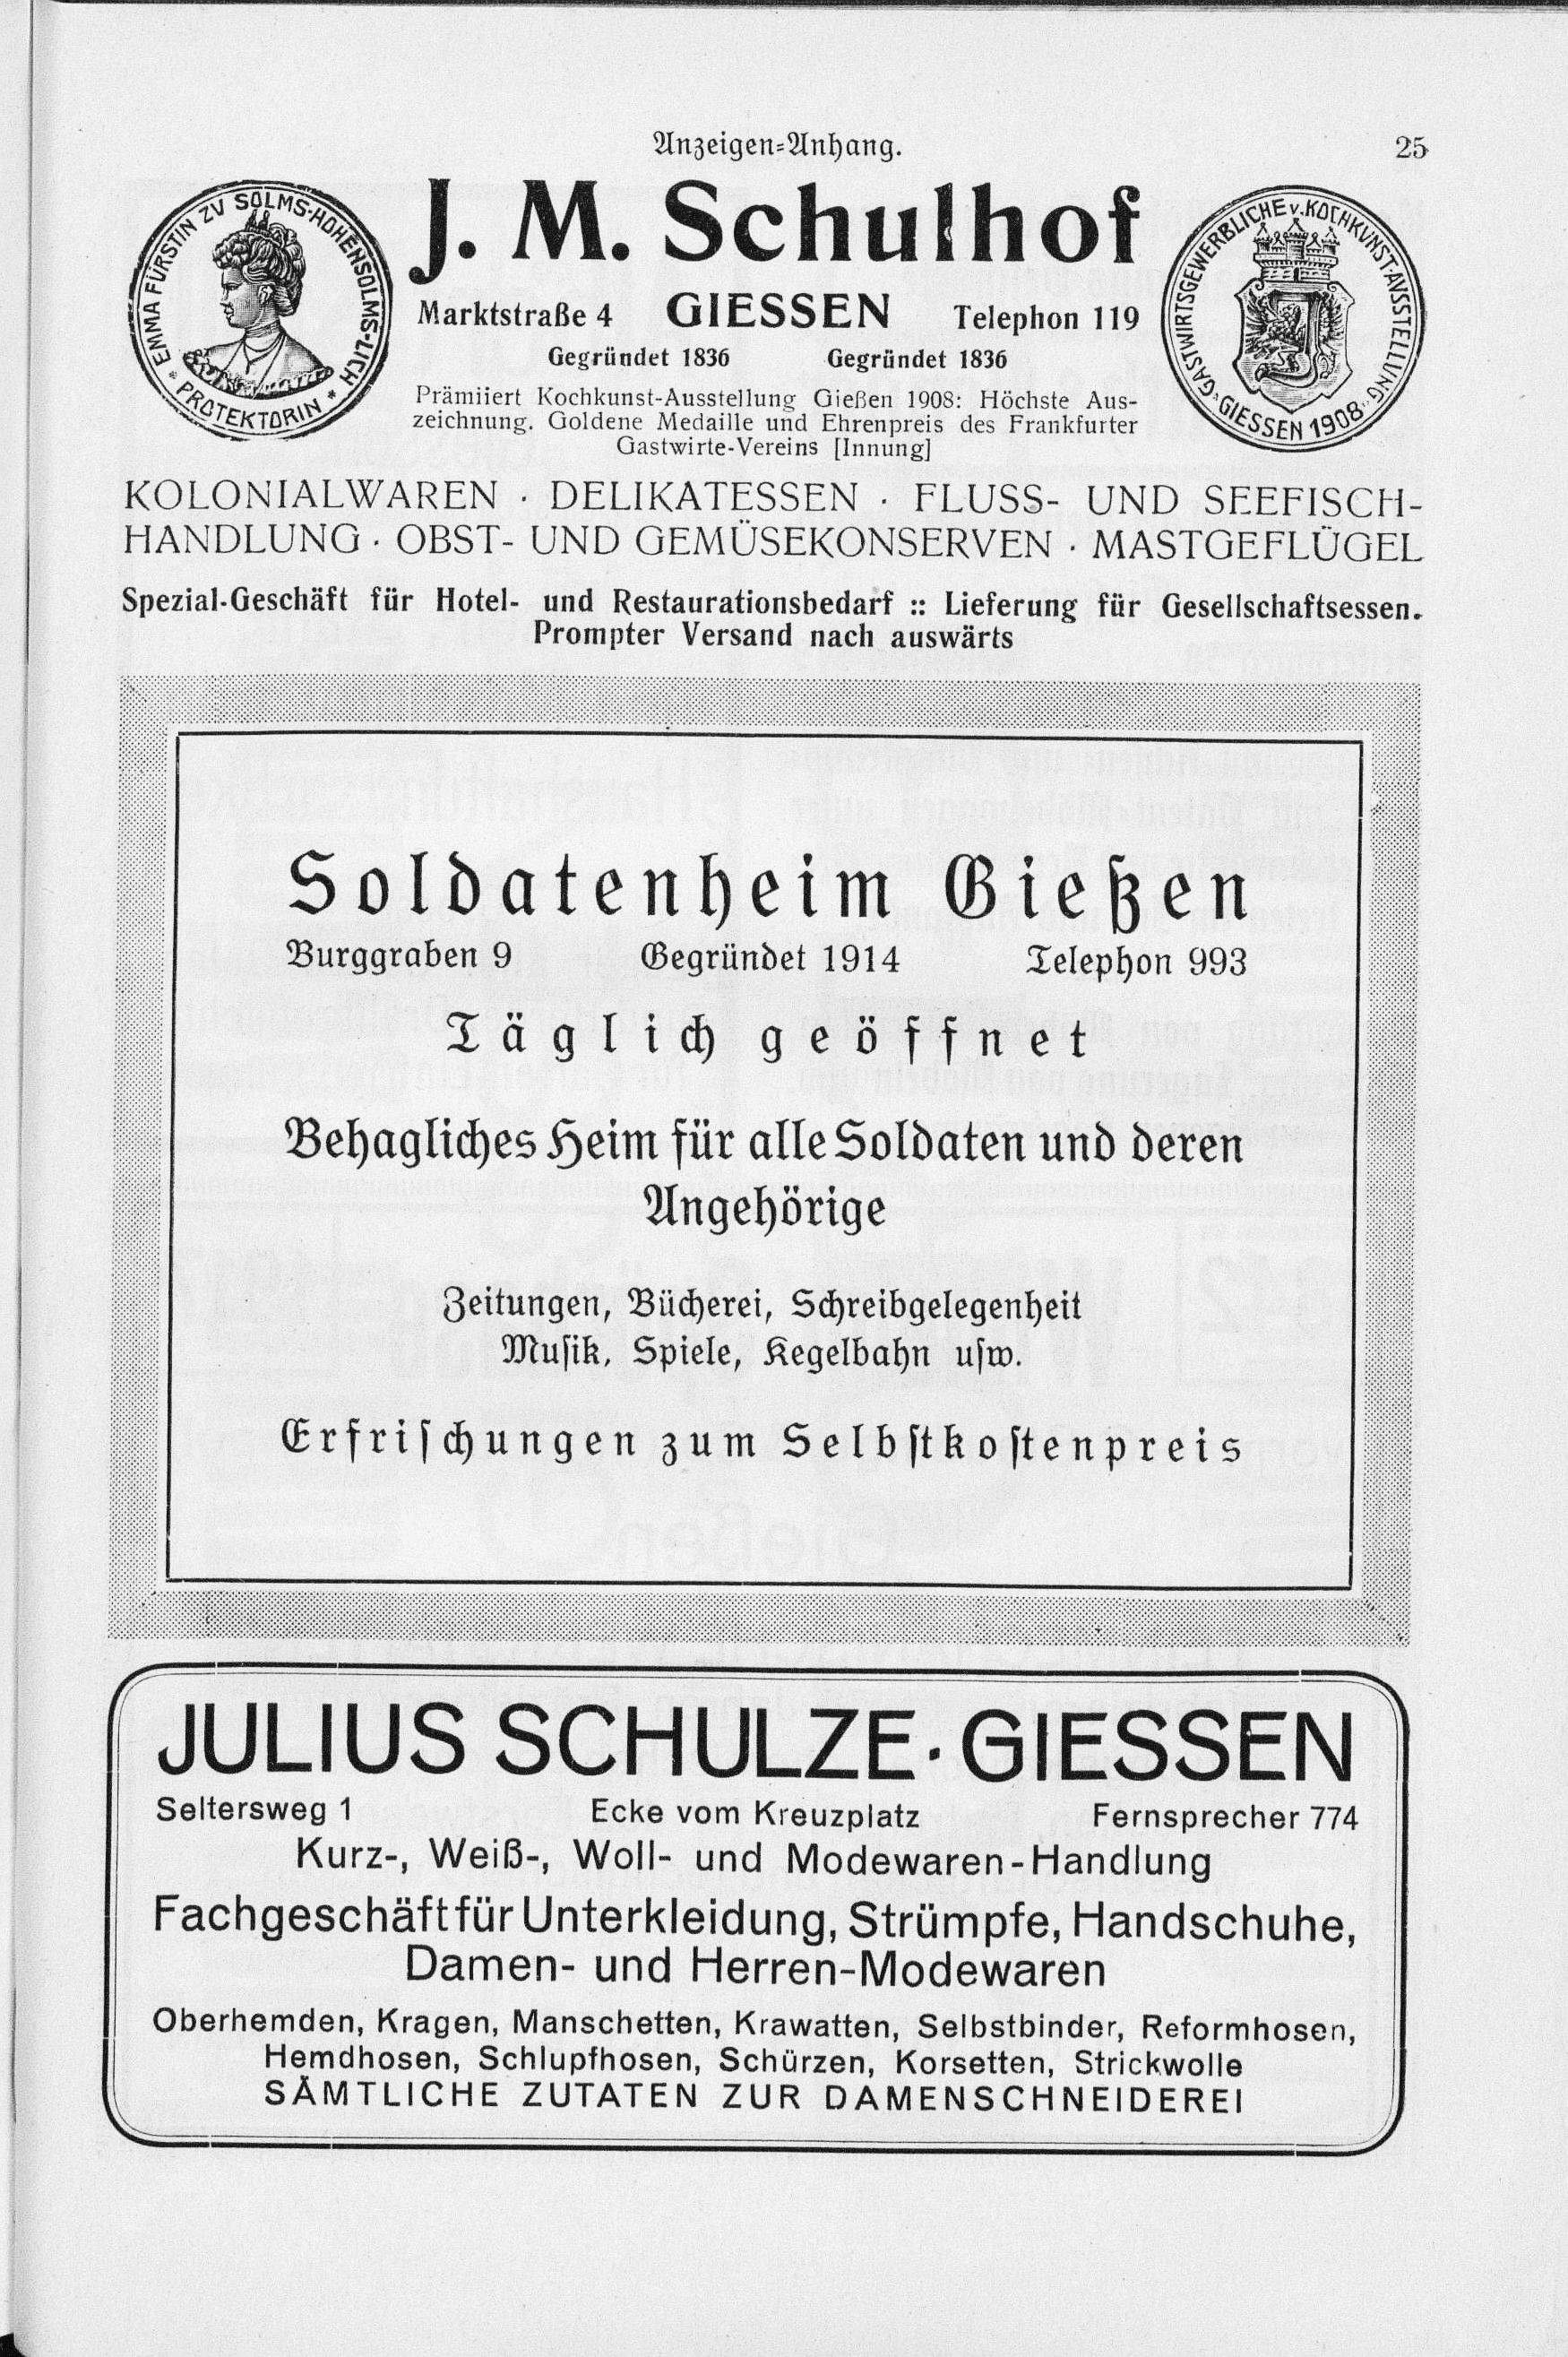 Anzeigen-Anhang.
25
EMMA FÜRSTIN ZV SOLMS-HOHENSOLMS-LICH * PROTEKTORIN *
J. M. Schulhof
Marktstraße 4 GIESSEN Telephon 119
Gegründet 1836 Gegründet 1836
Prämiiert Kochkunst-Ausstellung Gießen 1908: Höchste Aus-
zeichnung. Goldene Medaille und Ehrenpreis des Frankfurter
Gastwirte-Vereins [Innung]
GASTWIRTSGEWERBLICHE v. KOCHKUNST-AVSSTELLUNG GIESSEN 1908
KOLONIALWAREN · DELIKATESSEN · FLUSS- UND SEEFISCH-
HANDLUNG · OBST- UND GEMÜSEKONSERVEN · MASTGEFLÜGEL
Spezial-Geschäft für Hotel- und Restaurationsbedarf :: Lieferung für Gesellschaftsessen.
Prompter Versand nach auswärts
Soldatenheim Gießen
Burggraben 9 Gegründet 1914 Telephon 993
Täglich geöffnet
Behagliches Heim für alle Soldaten und deren
Angehörige
Zeitungen, Bücherei, Schreibgelegenheit
Musik, Spiele, Kegelbahn usw.
Erfrischungen zum Selbstkostenpreis
JULIUS SCHULZE · GIESSEN
Seltersweg 1 Ecke vom Kreuzplatz Fernsprecher 774
Kurz-, Weiß-, Woll- und Modewaren-Handlung
Fachgeschäft für Unterkleidung, Strümpfe, Handschuhe,
Damen- und Herren-Modewaren
Oberhemden, Kragen, Manschetten, Krawatten, Selbstbinder, Reformhosen,
Hemdhosen, Schlupfhosen, Schürzen, Korsetten, Strickwolle
SÄMTLICHE ZUTATEN ZUR DAMENSCHNEIDEREI